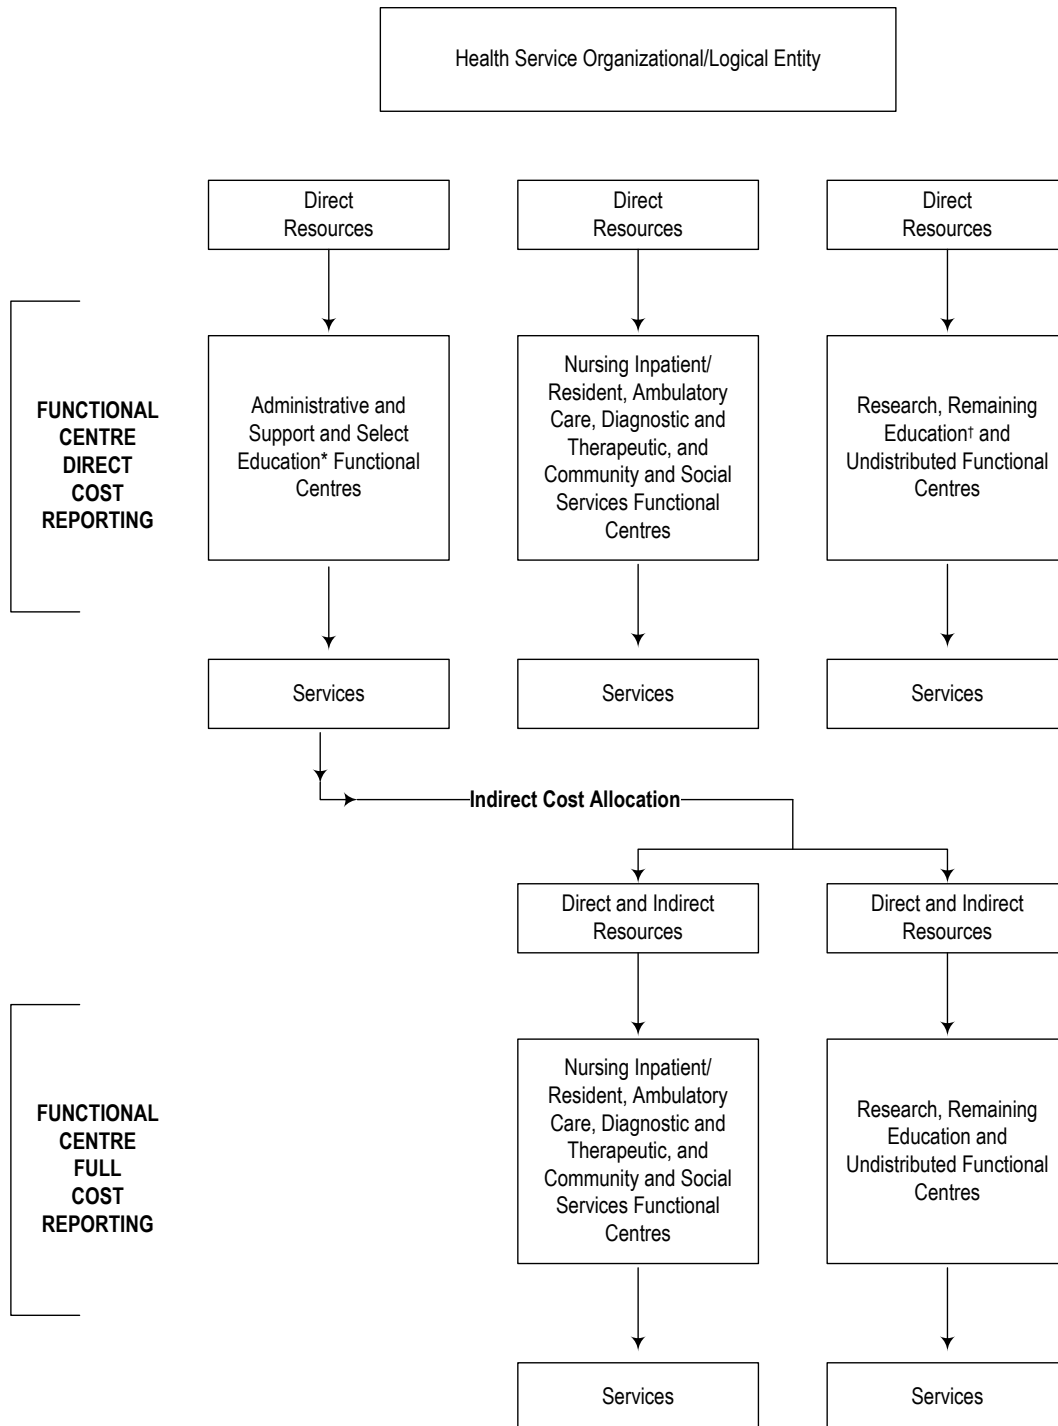 Health Service Organizational/Logical Entity
Direct
Resources
Direct
Resources
Direct
Resources
FUNCTIONAL
CENTRE
DIRECT
COST
REPORTING
Administrative and
Support and Select
Education* Functional
Centres
Nursing Inpatient/
Resident, Ambulatory
Care, Diagnostic and
Therapeutic, and
Community and Social
Services Functional
Centres
Research, Remaining
Education† and
Undistributed Functional
Centres
Services
Services
Services
Indirect Cost Allocation
Direct and Indirect
Resources
Direct and Indirect
Resources
FUNCTIONAL
CENTRE
FULL
COST
REPORTING
Nursing Inpatient/
Resident, Ambulatory
Care, Diagnostic and
Therapeutic, and
Community and Social
Services Functional
Centres
Research, Remaining
Education and
Undistributed Functional
Centres
Services
Services